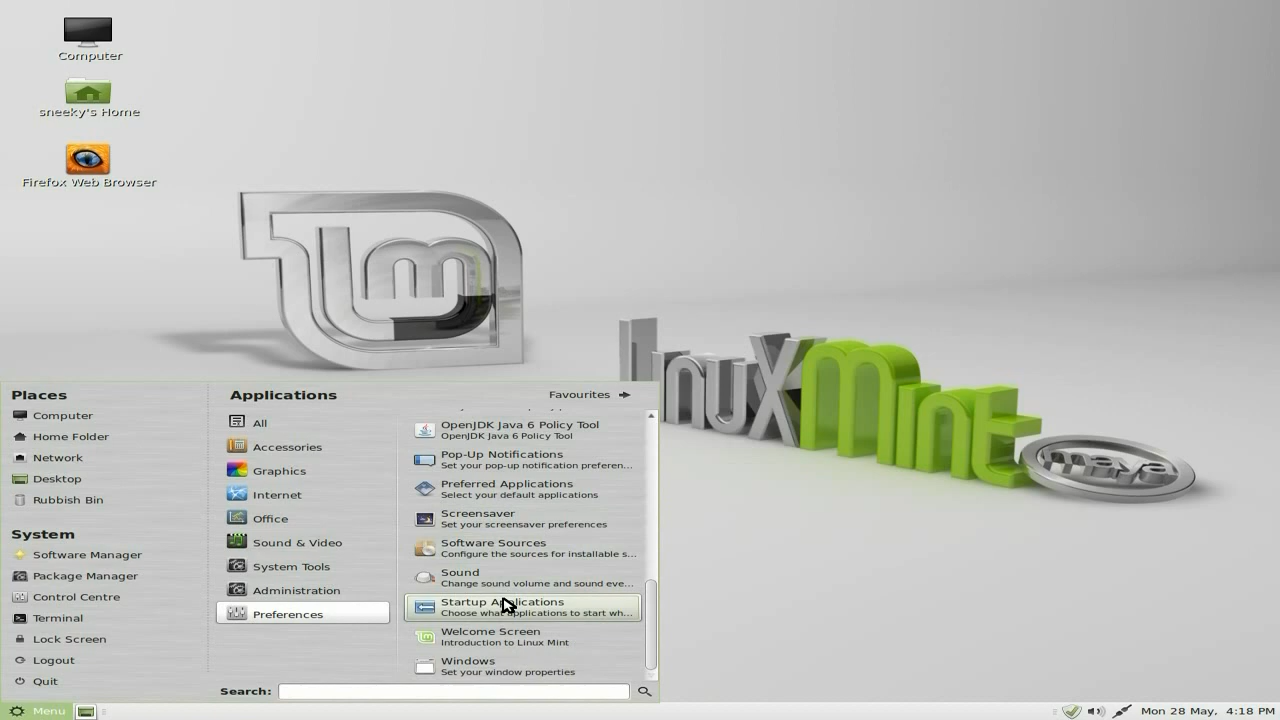 Computer
sneeky's Home
Firefox Web Browser
lm
LinuxMint
maya
Places
Computer
Home Folder
Network
Desktop
Rubbish Bin
System
Software Manager
Package Manager
Control Centre
Terminal
Lock Screen
Logout
Quit
Applications
Favourites
All
Accessories
Graphics
Internet
Office
Sound & Video
System Tools
Administration
Preferences
OpenJDK Java 6 Policy Tool
OpenJDK Java 6 Policy Tool
Pop-Up Notifications
Set your pop-up notification preferen...
Preferred Applications
Select your default applications
Screensaver
Set your screensaver preferences
Software Sources
Configure the sources for installable s...
Sound
Change sound volume and sound eve...
Startup Applications
Choose what applications to start wh...
Welcome Screen
Introduction to Linux Mint
Windows
Set your window properties
Search:
Menu
Mon 28 May, 4:18 PM